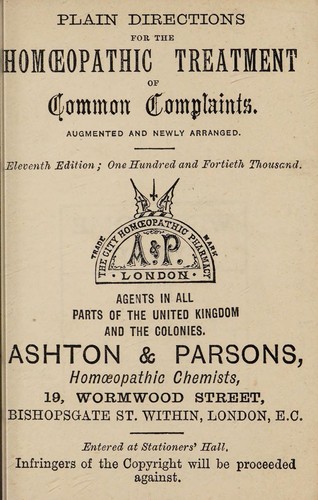 PLAIN DIRECTIONS
FOR THE
HOMŒOPATHIC TREATMENT
OF
Common Complaints.
AUGMENTED AND NEWLY ARRANGED.
Eleventh Edition; One Hundred and Fortieth Thousand.
TRADE MARK
THE CITY HOMŒOPATHIC PHARMACY
A & P.
· LONDON ·
AGENTS IN ALL
PARTS OF THE UNITED KINGDOM
AND THE COLONIES.
ASHTON & PARSONS,
Homœopathic Chemists,
19, WORMWOOD STREET,
BISHOPSGATE ST. WITHIN, LONDON, E.C.
Entered at Stationers' Hall.
Infringers of the Copyright will be proceeded
against.